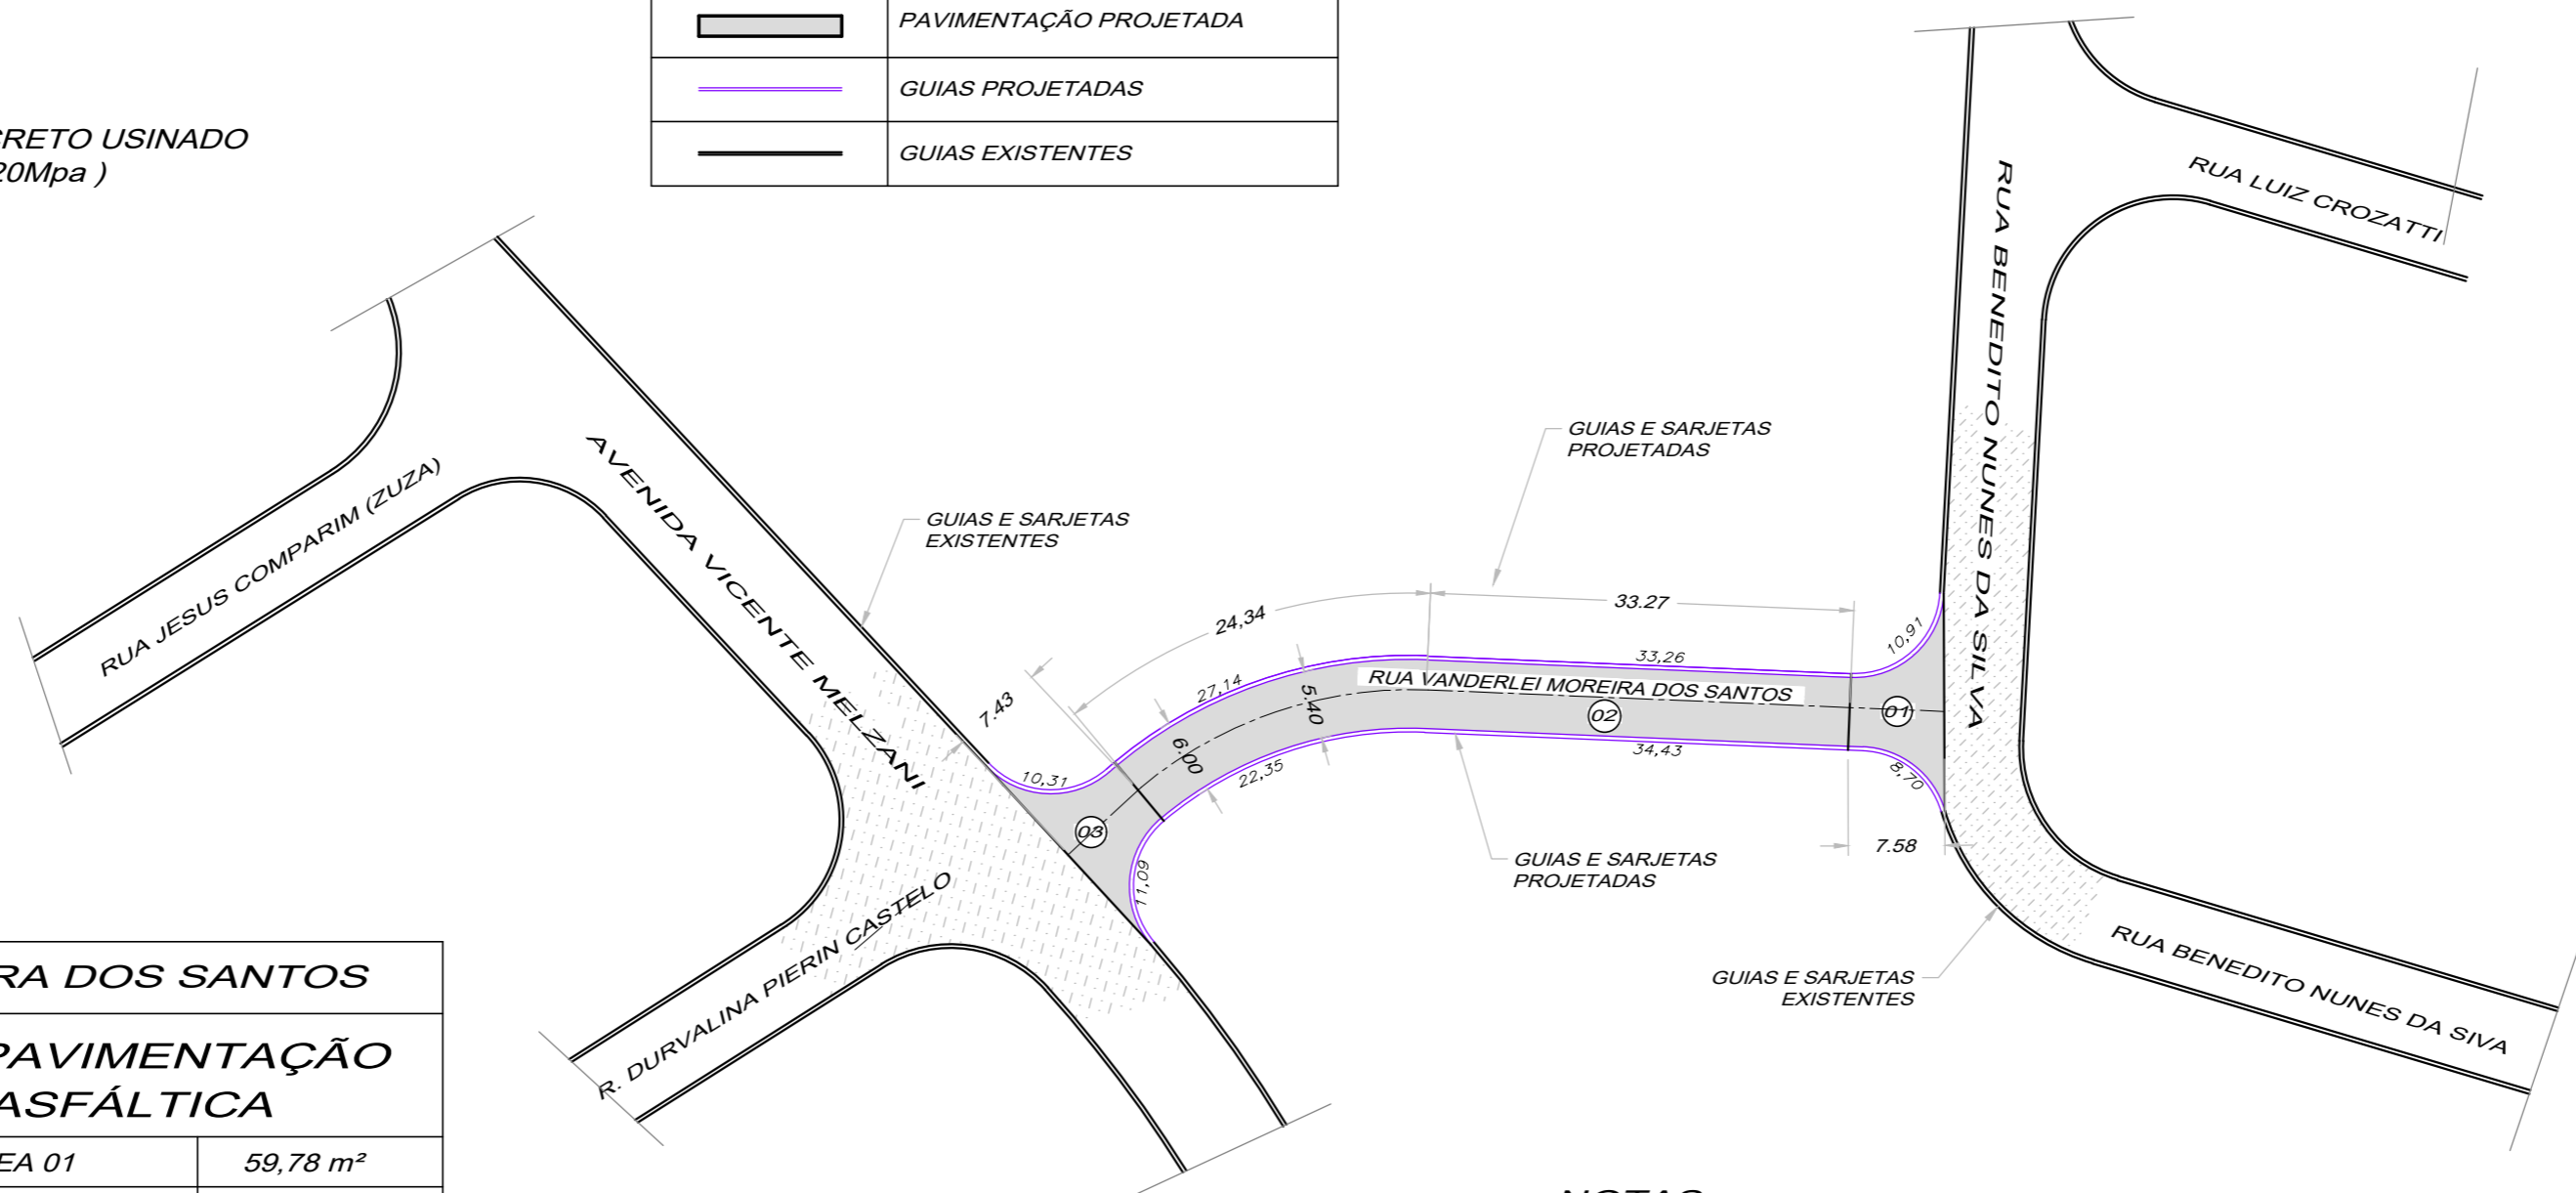 PAVIMENTAÇÃO PROJETADA
GUIAS PROJETADAS
GUIAS EXISTENTES
CRETO USINADO
20Mpa )
RUA LUIZ CROZATTI
RUA BENEDITO NUNES DA SILVA
RUA JESUS COMPARIM (ZUZA)
AVENIDA VICENTE MELZANI
GUIAS E SARJETAS
EXISTENTES
GUIAS E SARJETAS
PROJETADAS
24,34
33.27
7.43
27,14
5.40
33,26
10,91
RUA VANDERLEI MOREIRA DOS SANTOS
02
01
6.00
22,35
34,43
8,70
10,31
03
11,09
7.58
GUIAS E SARJETAS
PROJETADAS
R. DURVALINA PIERIN CASTELO
GUIAS E SARJETAS
EXISTENTES
RUA BENEDITO NUNES DA SIVA
RA DOS SANTOS
PAVIMENTAÇÃO
ASFÁLTICA
EA 01
59,78 m²
NOTAS